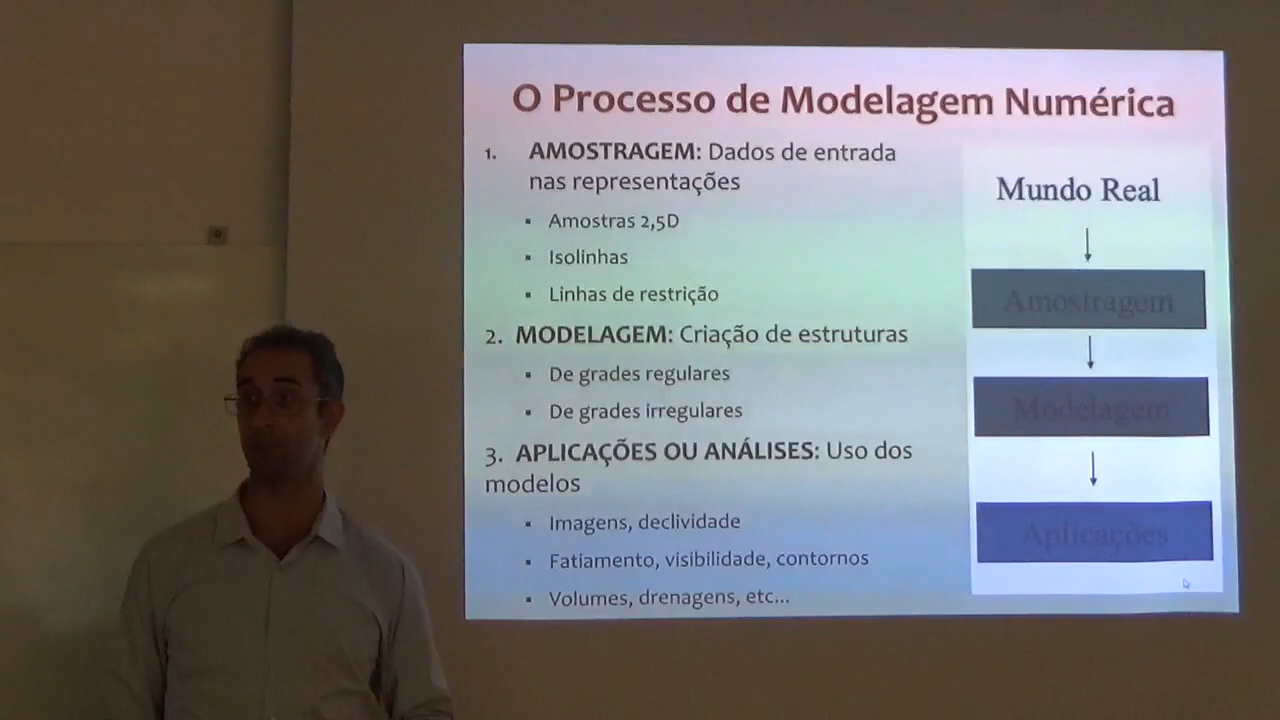 O Processo de Modelagem Numérica
1. AMOSTRAGEM: Dados de entrada
nas representações
▪ Amostras 2,5D
▪ Isolinhas
▪ Linhas de restrição
2. MODELAGEM: Criação de estruturas
▪ De grades regulares
▪ De grades irregulares
3. APLICAÇÕES OU ANÁLISES: Uso dos
modelos
▪ Imagens, declividade
▪ Fatiamento, visibilidade, contornos
▪ Volumes, drenagens, etc...
Mundo Real
Amostragem
Modelagem
Aplicações